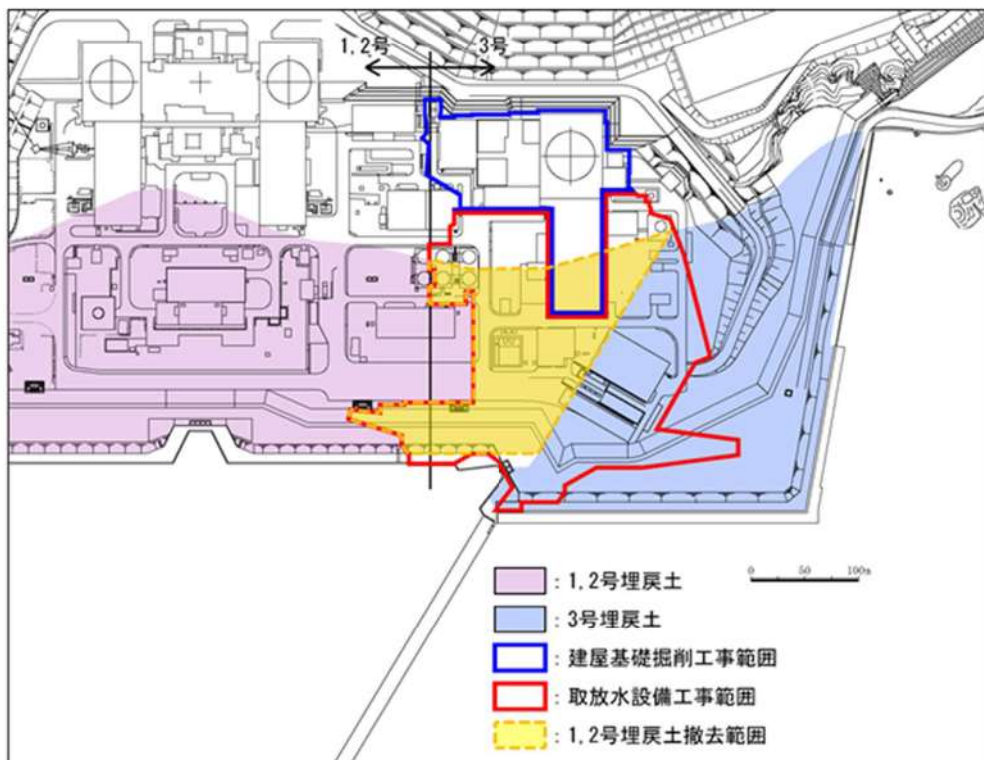 1,2号 3号
0 50 100m
: 1,2号埋戻土
: 3号埋戻土
: 建屋基礎掘削工事範囲
: 取放水設備工事範囲
: 1,2号埋戻土撤去範囲